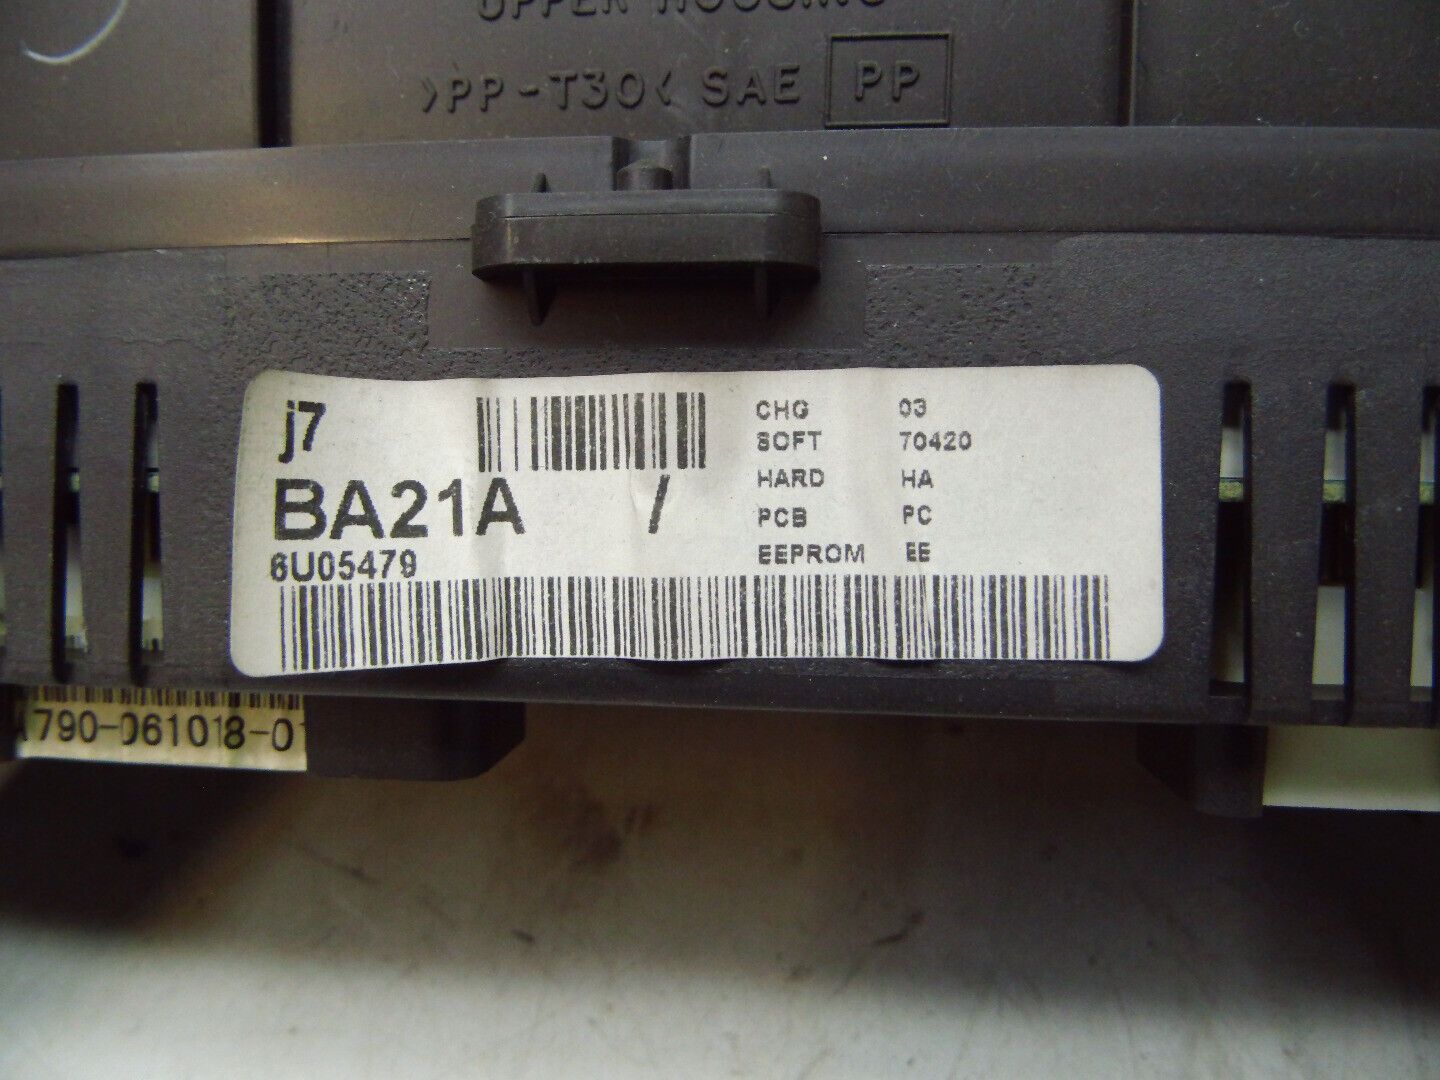 UPPER HOUSING
>PP-T30< SAE PP
j7
BA21A /
6U05479
CHG 03
SOFT 70420
HARD HA
PCB PC
EEPROM EE
790-061018-01